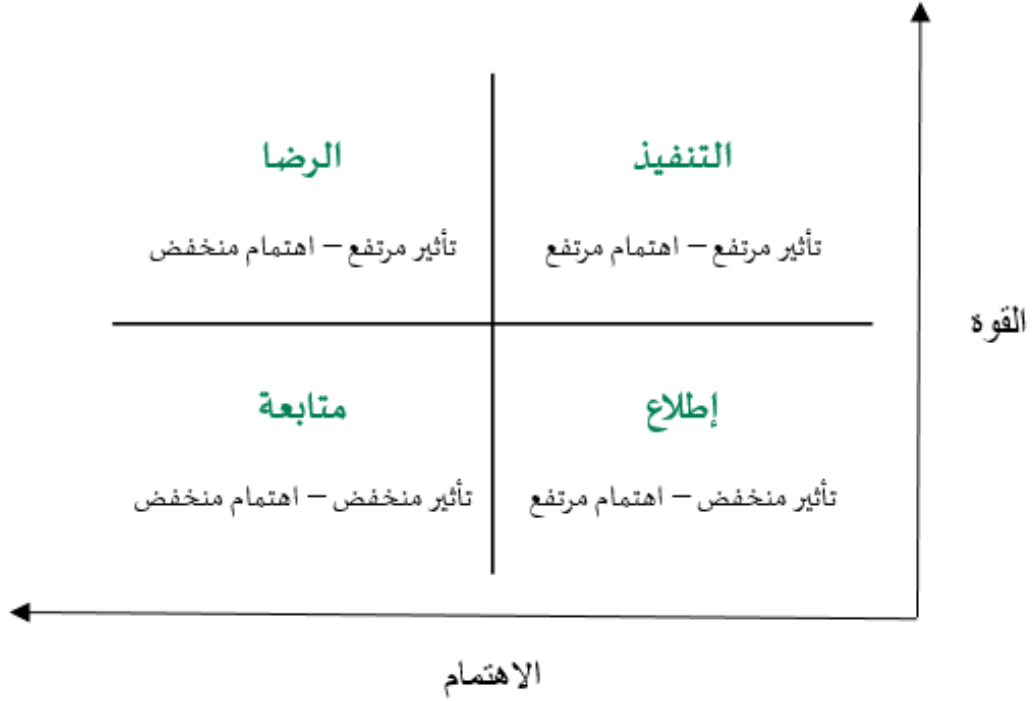 التنفيذ
تأثير مرتفع – اهتمام مرتفع
الرضا
تأثير مرتفع – اهتمام منخفض
القوة
إطلاع
تأثير منخفض – اهتمام مرتفع
متابعة
تأثير منخفض – اهتمام منخفض
الاهتمام